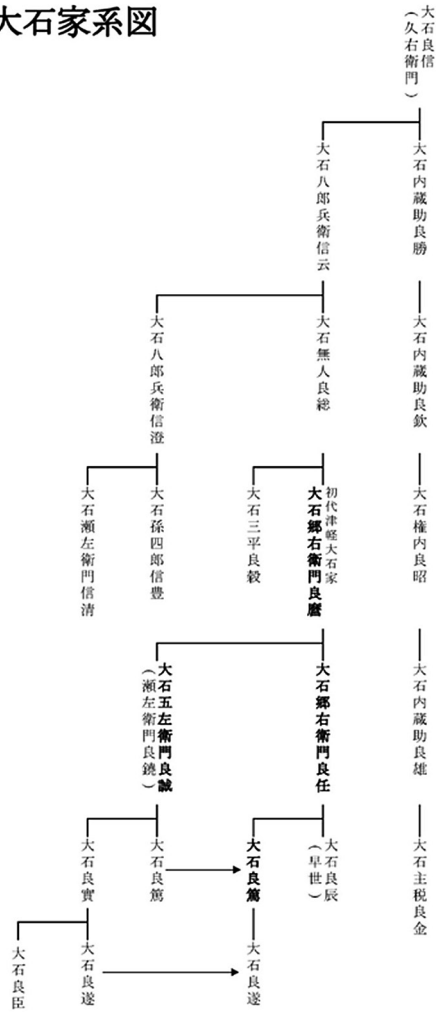 大石家系図
大石良信
（久右衛門）
大石内蔵助良勝
大石八郎兵衛信云
大石内蔵助良欽
大石無人良総
大石八郎兵衛信澄
大石権内良昭
初代津軽大石家
大石郷右衛門良麿
大石三平良穀
大石孫四郎信豊
大石瀬左衛門信清
大石内蔵助良雄
大石郷右衛門良任
大石五左衛門良誠
（瀬左衛門良鐃）
大石主税良金
大石良辰
（早世）
大石良篤
大石良篤
大石良實
大石良遂
大石良遂
大石良臣